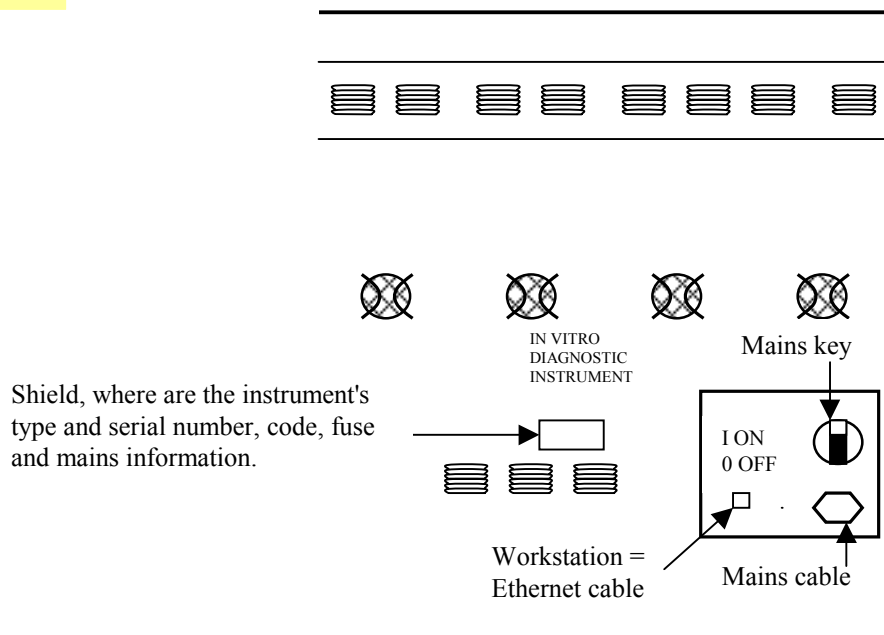 IN VITRO
DIAGNOSTIC
INSTRUMENT
Mains key
Shield, where are the instrument's
type and serial number, code, fuse
and mains information.
I ON
0 OFF
Workstation =
Ethernet cable
Mains cable